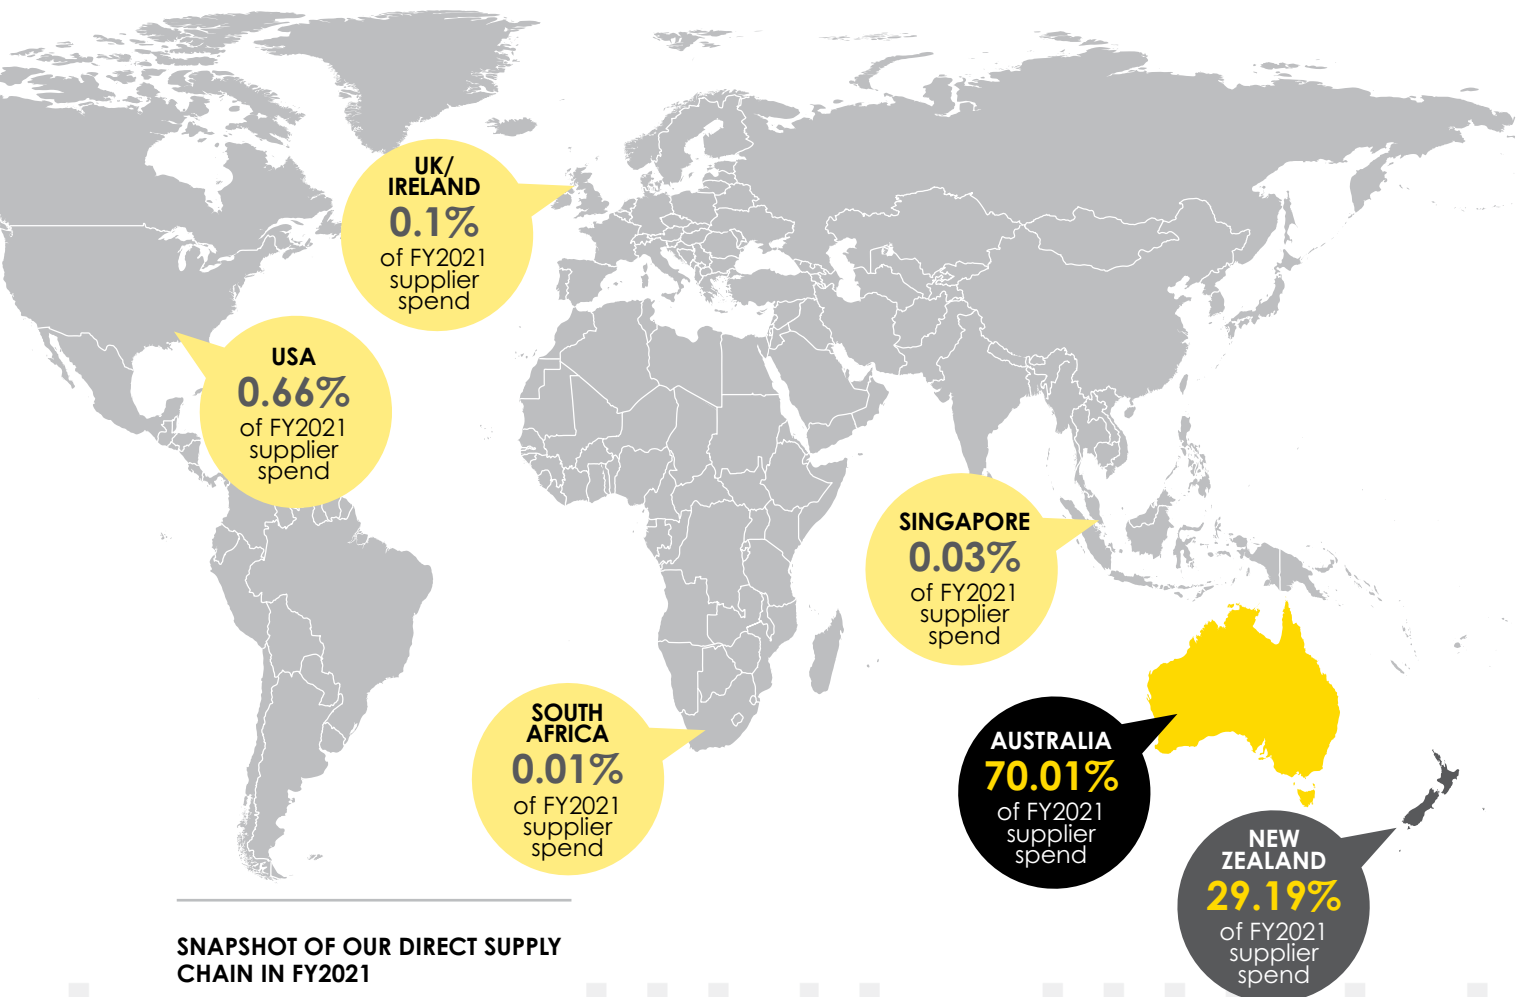 UK/
IRELAND
0.1%
of FY2021
supplier
spend
USA
0.66%
of FY2021
supplier
spend
SINGAPORE
0.03%
of FY2021
supplier
spend
SOUTH
AFRICA
0.01%
of FY2021
supplier
spend
AUSTRALIA
70.01%
of FY2021
supplier
spend
NEW
ZEALAND
29.19%
of FY2021
supplier
spend
SNAPSHOT OF OUR DIRECT SUPPLY
CHAIN IN FY2021